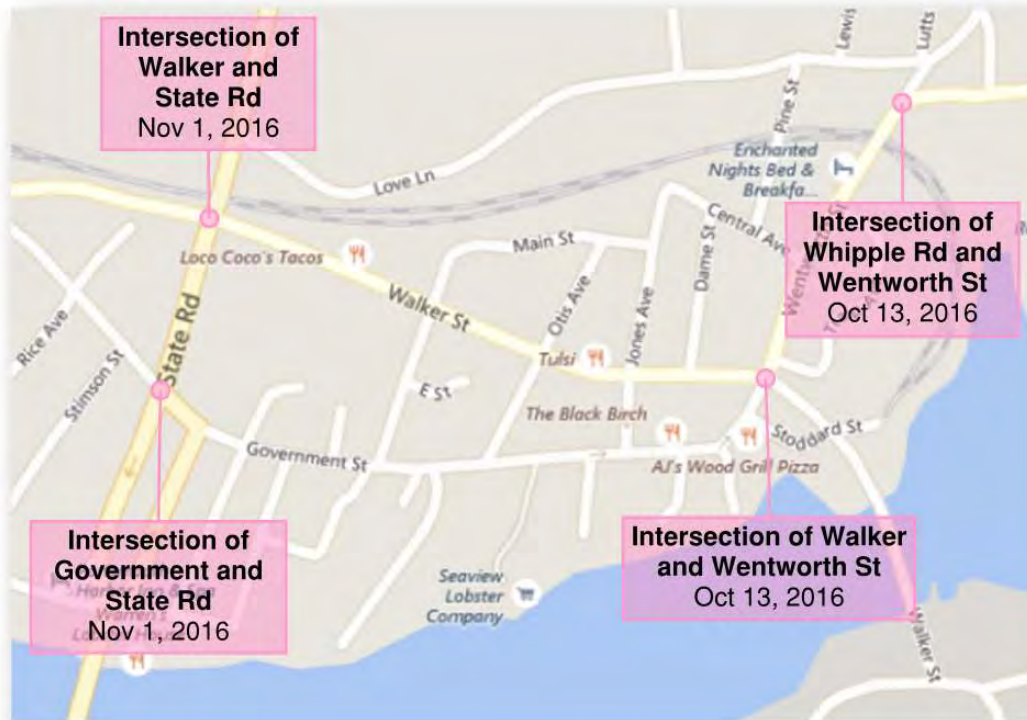 Intersection of
Walker and
State Rd
Nov 1, 2016
Lewis
Lutts
Pine St
Enchanted
Nights Bed &
Breakfa...
Love Ln
Central Ave
Dame St
Main St
Intersection of
Whipple Rd and
Wentworth St
Oct 13, 2016
Loco Coco's Tacos
Walker St
Otis Ave
Jones Ave
State Rd
Rice Ave
Stimson St
Tulsi
E St
The Black Birch
Stoddard St
Government St
AJ's Wood Grill Pizza
Intersection of
Government and
State Rd
Nov 1, 2016
Intersection of Walker
and Wentworth St
Oct 13, 2016
Seaview
Lobster
Company
Walker St